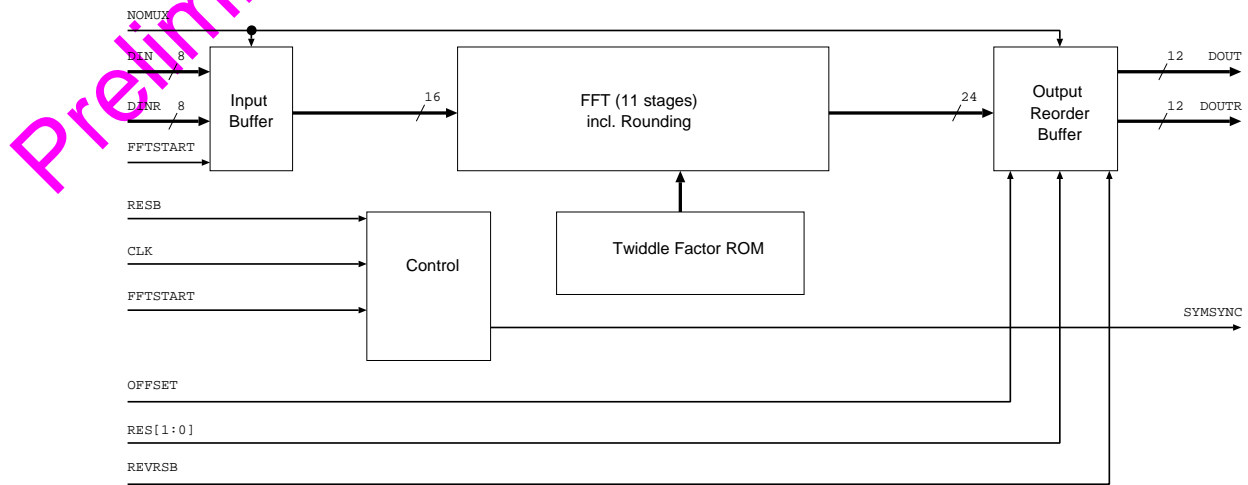 NOMUX
DIN 8
DINR 8
FFTSTART
Input
Buffer
16
FFT (11 stages)
incl. Rounding
24
Output
Reorder
Buffer
12 DOUT
12 DOUTR
RESB
CLK
FFTSTART
Control
Twiddle Factor ROM
SYMSYNC
OFFSET
RES[1:0]
REVRSB